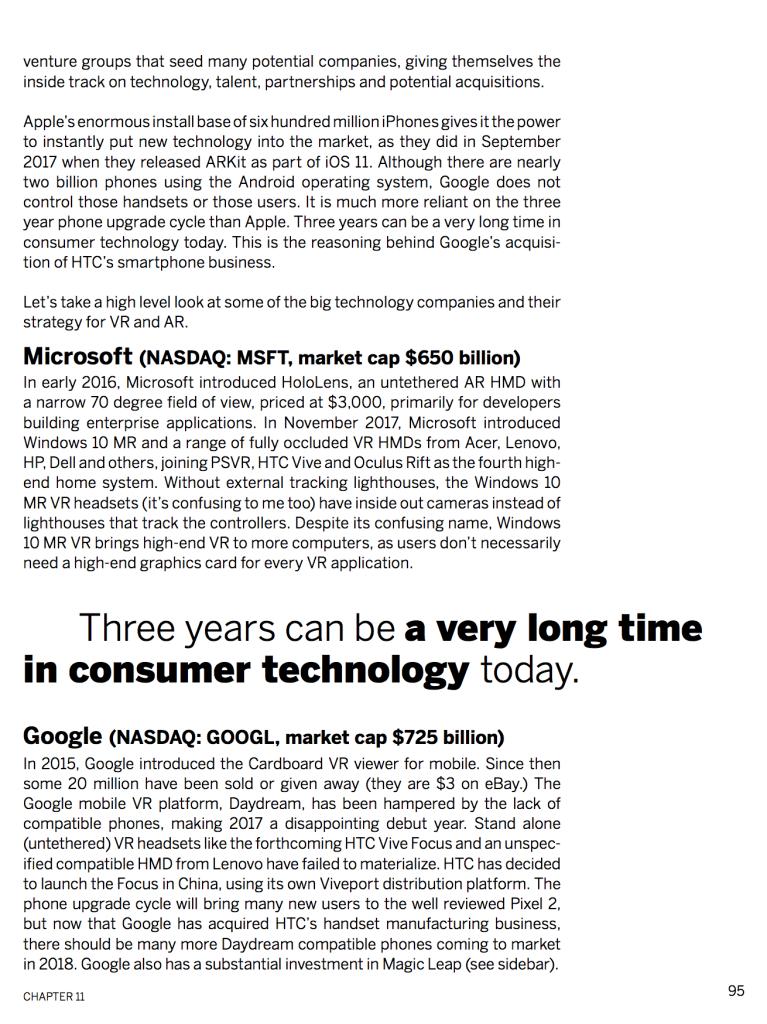 venture groups that seed many potential companies, giving themselves the
inside track on technology, talent, partnerships and potential acquisitions.
Apple's enormous install base of six hundred million iPhones gives it the power
to instantly put new technology into the market, as they did in September
2017 when they released ARKit as part of iOS 11. Although there are nearly
two billion phones using the Android operating system, Google does not
control those handsets or those users. It is much more reliant on the three
year phone upgrade cycle than Apple. Three years can be a very long time in
consumer technology today. This is the reasoning behind Google's acquisi-
tion of HTC's smartphone business.
Let's take a high level look at some of the big technology companies and their
strategy for VR and AR.
Microsoft (NASDAQ: MSFT, market cap $650 billion)
In early 2016, Microsoft introduced HoloLens, an untethered AR HMD with
a narrow 70 degree field of view, priced at $3,000, primarily for developers
building enterprise applications. In November 2017, Microsoft introduced
Windows 10 MR and a range of fully occluded VR HMDs from Acer, Lenovo,
HP, Dell and others, joining PSVR, HTC Vive and Oculus Rift as the fourth high-
end home system. Without external tracking lighthouses, the Windows 10
MR VR headsets (it's confusing to me too) have inside out cameras instead of
lighthouses that track the controllers. Despite its confusing name, Windows
10 MR VR brings high-end VR to more computers, as users don't necessarily
need a high-end graphics card for every VR application.
Three years can be a very long time
in consumer technology today.
Google (NASDAQ: GOOGL, market cap $725 billion)
In 2015, Google introduced the Cardboard VR viewer for mobile. Since then
some 20 million have been sold or given away (they are $3 on eBay.) The
Google mobile VR platform, Daydream, has been hampered by the lack of
compatible phones, making 2017 a disappointing debut year. Stand alone
(untethered) VR headsets like the forthcoming HTC Vive Focus and an unspec-
ified compatible HMD from Lenovo have failed to materialize. HTC has decided
to launch the Focus in China, using its own Viveport distribution platform. The
phone upgrade cycle will bring many new users to the well reviewed Pixel 2,
but now that Google has acquired HTC's handset manufacturing business,
there should be many more Daydream compatible phones coming to market
in 2018. Google also has a substantial investment in Magic Leap (see sidebar).
CHAPTER 11
95